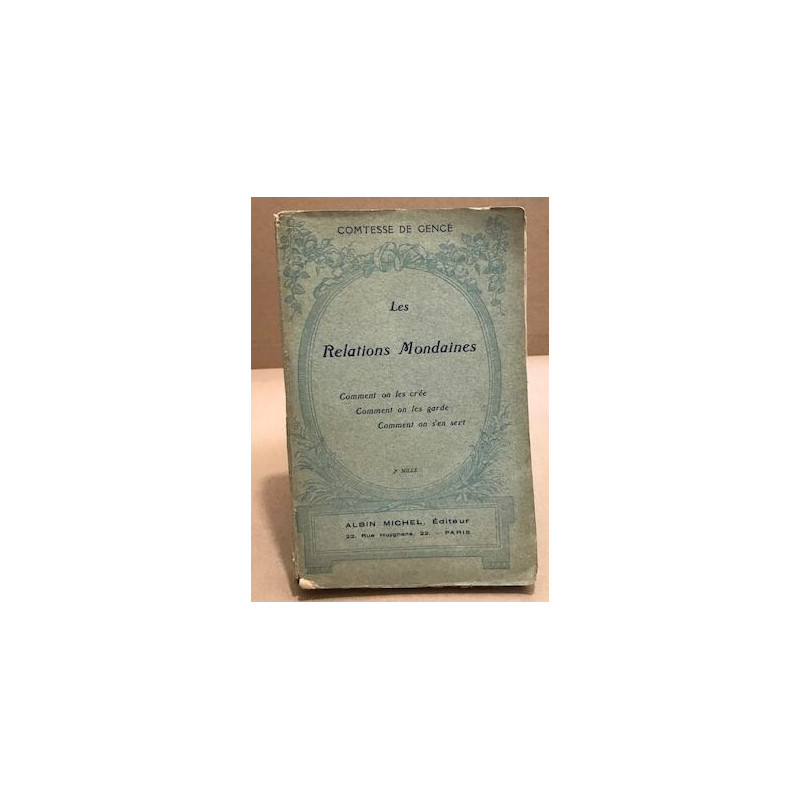 COMTESSE DE GENCÉ
Les
Relations Mondaines
Comment on les crée
Comment on les garde
Comment on s'en sert
MILLE
ALBIN MICHEL, Éditeur
22, Rue Huyghens, 22. — PARIS